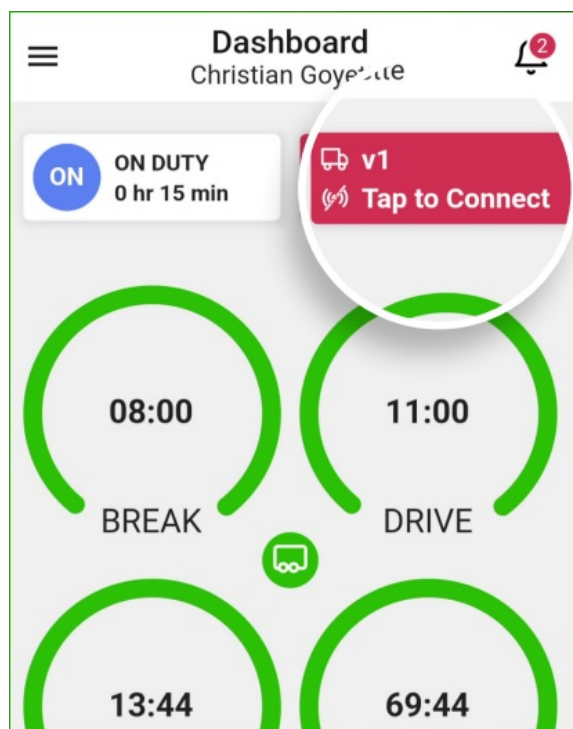 Dashboard
2
Christian Goyette
ON
ON DUTY
0 hr 15 min
v1
Tap to Connect
08:00
11:00
BREAK
DRIVE
13:44
69:44